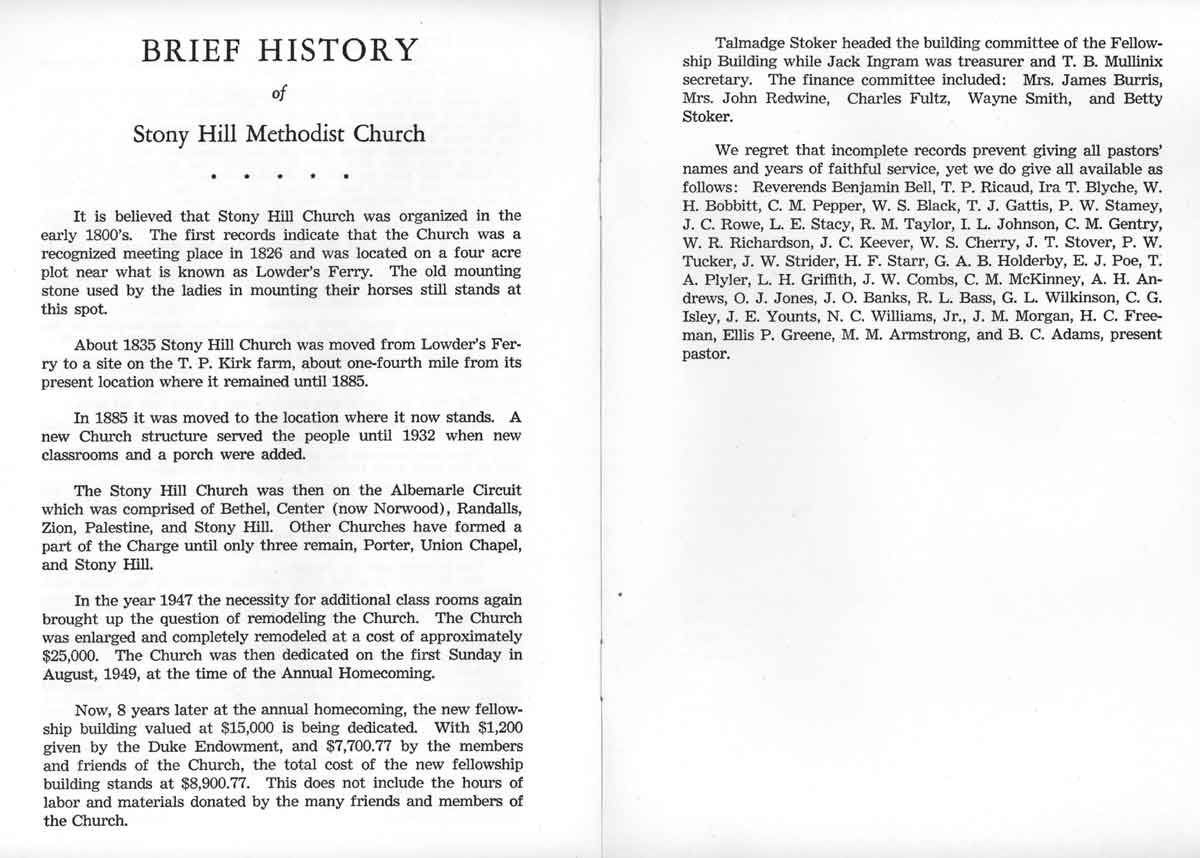 BRIEF HISTORY
of
Stony Hill Methodist Church
. . . . .
It is believed that Stony Hill Church was organized in the
early 1800's. The first records indicate that the Church was a
recognized meeting place in 1826 and was located on a four acre
plot near what is known as Lowder's Ferry. The old mounting
stone used by the ladies in mounting their horses still stands at
this spot.
About 1835 Stony Hill Church was moved from Lowder's Fer-
ry to a site on the T. P. Kirk farm, about one-fourth mile from its
present location where it remained until 1885.
In 1885 it was moved to the location where it now stands. A
new Church structure served the people until 1932 when new
classrooms and a porch were added.
The Stony Hill Church was then on the Albemarle Circuit
which was comprised of Bethel, Center (now Norwood), Randalls,
Zion, Palestine, and Stony Hill. Other Churches have formed a
part of the Charge until only three remain, Porter, Union Chapel,
and Stony Hill.
In the year 1947 the necessity for additional class rooms again
brought up the question of remodeling the Church. The Church
was enlarged and completely remodeled at a cost of approximately
$25,000. The Church was then dedicated on the first Sunday in
August, 1949, at the time of the Annual Homecoming.
Now, 8 years later at the annual homecoming, the new fellow-
ship building valued at $15,000 is being dedicated. With $1,200
given by the Duke Endowment, and $7,700.77 by the members
and friends of the Church, the total cost of the new fellowship
building stands at $8,900.77. This does not include the hours of
labor and materials donated by the many friends and members of
the Church.
Talmadge Stoker headed the building committee of the Fellow-
ship Building while Jack Ingram was treasurer and T. B. Mullinix
secretary. The finance committee included: Mrs. James Burris,
Mrs. John Redwine, Charles Fultz, Wayne Smith, and Betty
Stoker.
We regret that incomplete records prevent giving all pastors'
names and years of faithful service, yet we do give all available as
follows: Reverends Benjamin Bell, T. P. Ricaud, Ira T. Blyche, W.
H. Bobbitt, C. M. Pepper, W. S. Black, T. J. Gattis, P. W. Stamey,
J. C. Rowe, L. E. Stacy, R. M. Taylor, I. L. Johnson, C. M. Gentry,
W. R. Richardson, J. C. Keever, W. S. Cherry, J. T. Stover, P. W.
Tucker, J. W. Strider, H. F. Starr, G. A. B. Holderby, E. J. Poe, T.
A. Plyler, L. H. Griffith, J. W. Combs, C. M. McKinney, A. H. An-
drews, O. J. Jones, J. O. Banks, R. L. Bass, G. L. Wilkinson, C. G.
Isley, J. E. Younts, N. C. Williams, Jr., J. M. Morgan, H. C. Free-
man, Ellis P. Greene, M. M. Armstrong, and B. C. Adams, present
pastor.